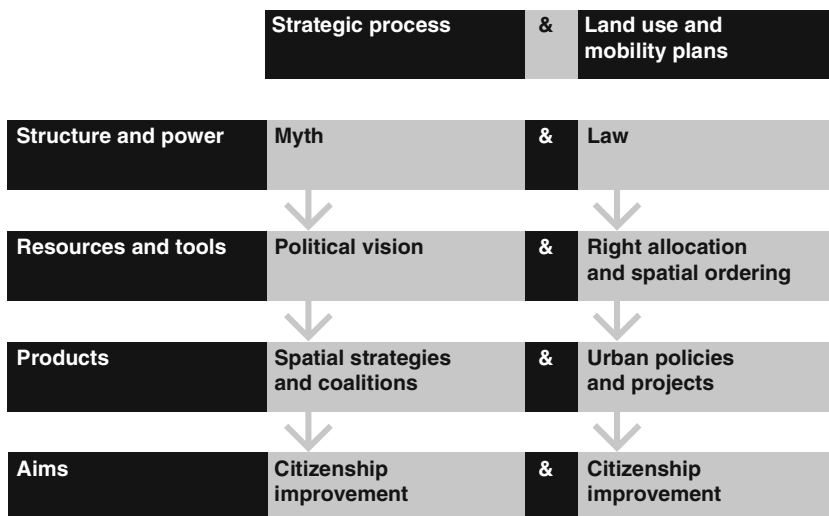 Strategic process & Land use and
mobility plans
Structure and power Myth & Law
Resources and tools Political vision & Right allocation
and spatial ordering
Products Spatial strategies & Urban policies
and coalitions and projects
Aims Citizenship & Citizenship
improvement improvement